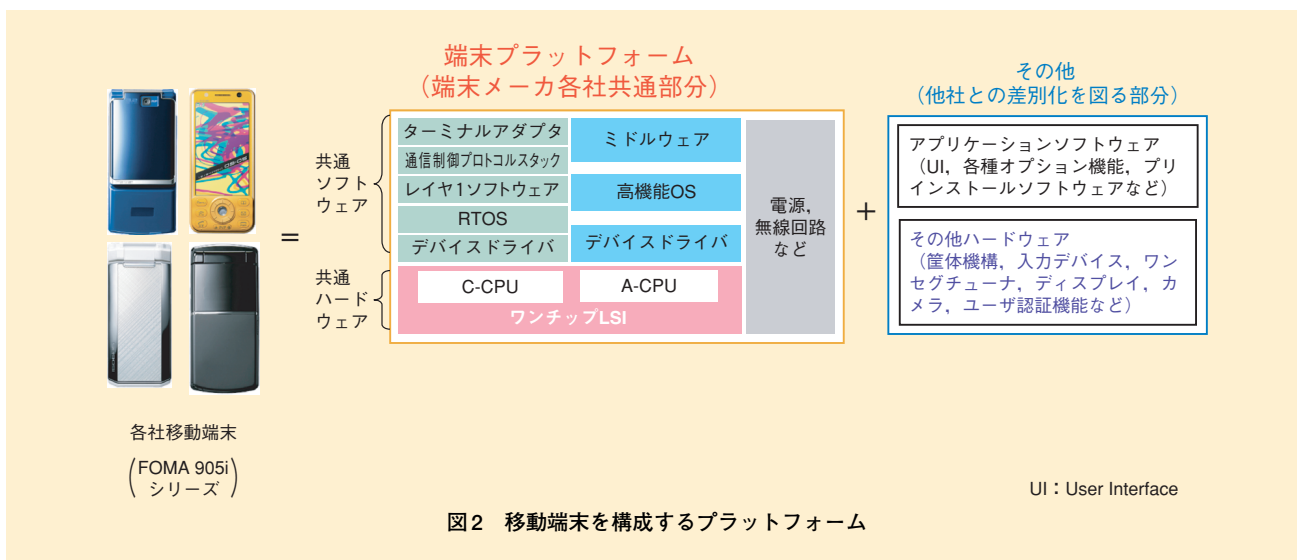 端末プラットフォーム
（端末メーカ各社共通部分）
その他
（他社との差別化を図る部分）
共通
ソフト
ウェア
ターミナルアダプタ
通信制御プロトコルスタック
レイヤ1ソフトウェア
RTOS
デバイスドライバ
ミドルウェア
高機能OS
デバイスドライバ
電源，
無線回路
など
共通
ハード
ウェア
C-CPU
A-CPU
ワンチップLSI
=
+
アプリケーションソフトウェア
（UI，各種オプション機能，プリ
インストールソフトウェアなど）
その他ハードウェア
（筐体機構，入力デバイス，ワン
セグチューナ，ディスプレイ，カ
メラ，ユーザ認証機能など）
各社移動端末
（FOMA 905i
シリーズ）
UI：User Interface
図2　移動端末を構成するプラットフォーム